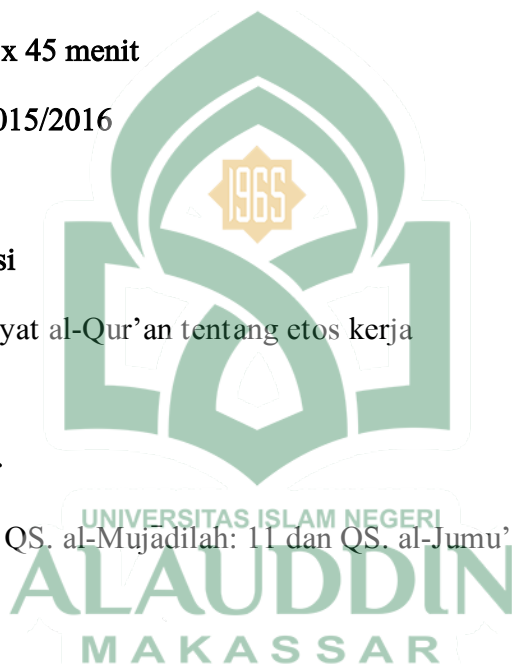 x 45 menit
015/2016
1965
si
yat al-Qur’an tentang etos kerja
.
UNIVERSITAS ISLAM NEGERI
QS. al-Mujādilah: 11 dan QS. al-Jumu’
ALAUDDIN
MAKASSAR